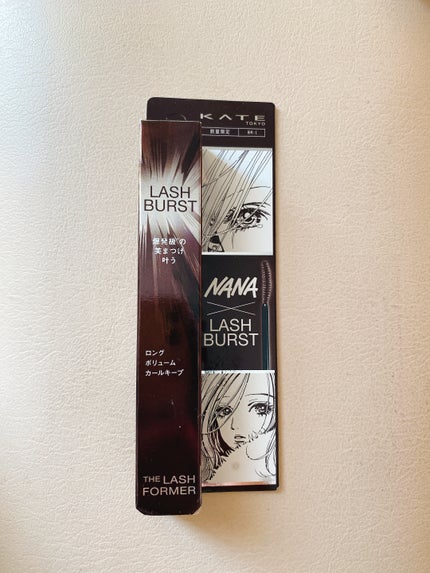 KATE
TOKYO
数量限定
BR-1
LASH
BURST
爆発級の
美まつげ
叶う
NANA
LASH
BURST
ロング
ボリューム
カールキープ
THE LASH
FORMER